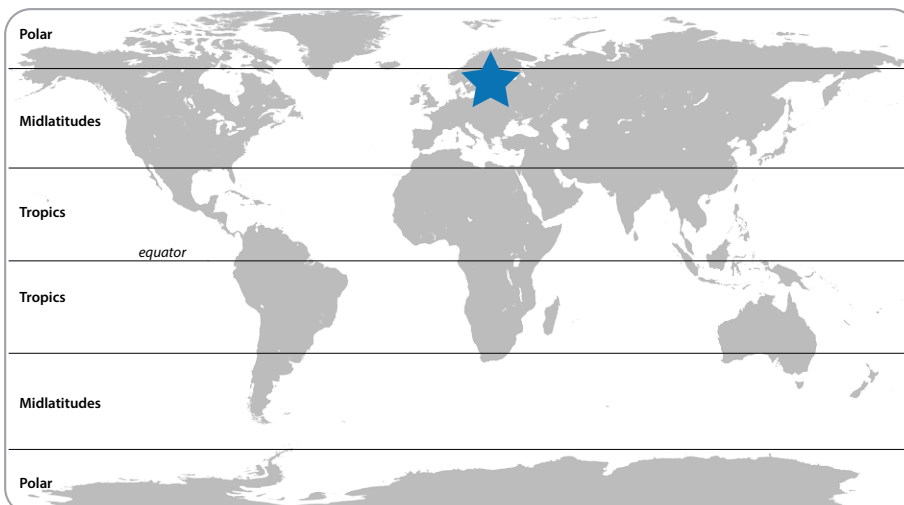 Polar
Midlatitudes
Tropics
equator
Tropics
Midlatitudes
Polar